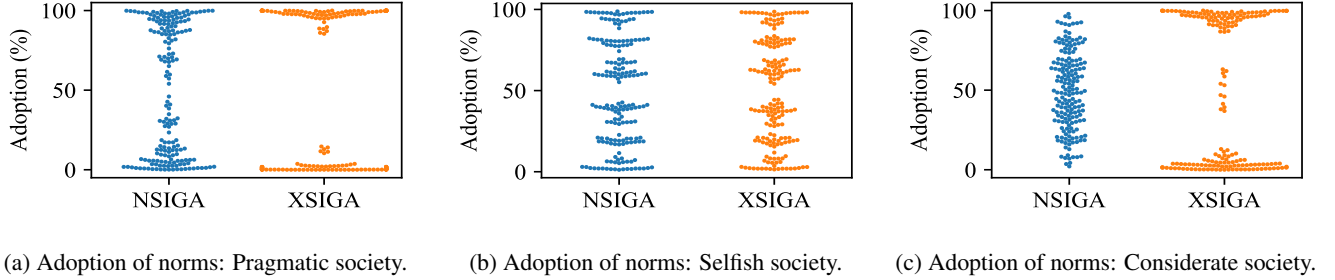 Adoption (%)
100
50
0
NSIGA
XSIGA
(a) Adoption of norms: Pragmatic society.
Adoption (%)
100
50
0
NSIGA
XSIGA
(b) Adoption of norms: Selfish society.
Adoption (%)
100
50
0
NSIGA
XSIGA
(c) Adoption of norms: Considerate society.